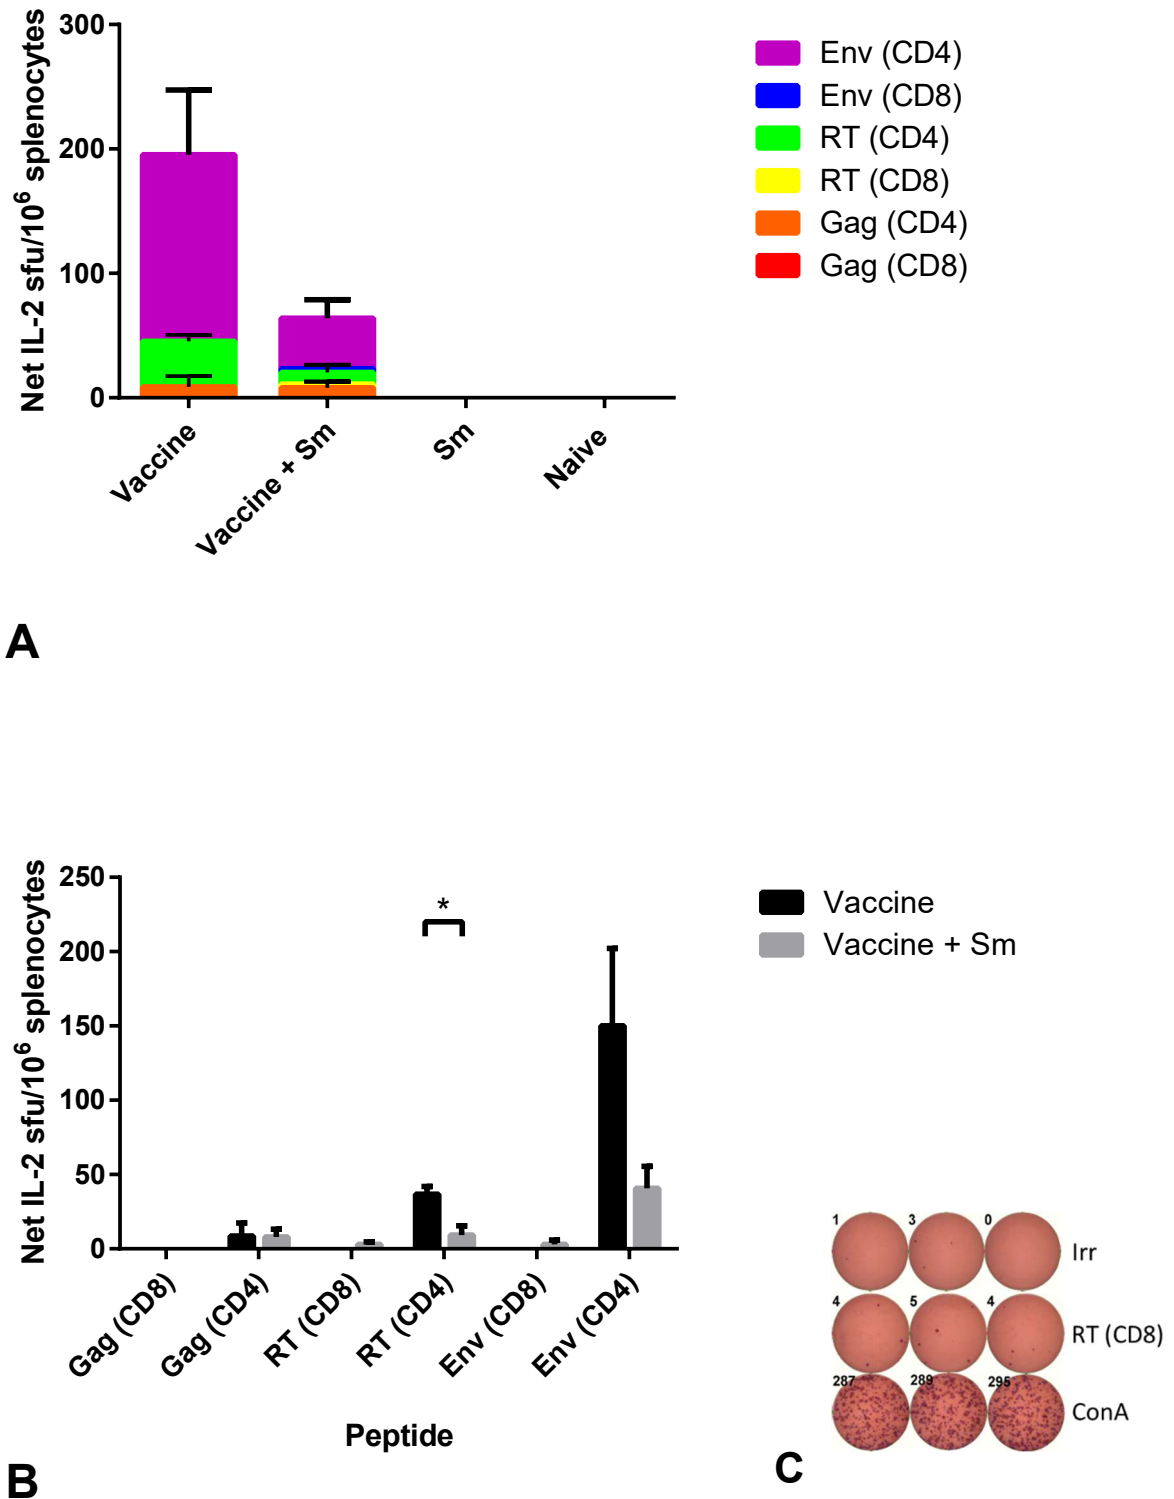 Net IL-2 sfu/10⁶ splenocytes
300
200
100
0
Vaccine
Vaccine + Sm
Sm
Naive
Env (CD4)
Env (CD8)
RT (CD4)
RT (CD8)
Gag (CD4)
Gag (CD8)
A
Net IL-2 sfu/10⁶ splenocytes
250
200
150
100
50
0
*
Gag (CD8)
Gag (CD4)
RT (CD8)
RT (CD4)
Env (CD8)
Env (CD4)
Peptide
Vaccine
Vaccine + Sm
B
1 3 0 Irr
4 5 4 RT (CD8)
287 289 295 ConA
C